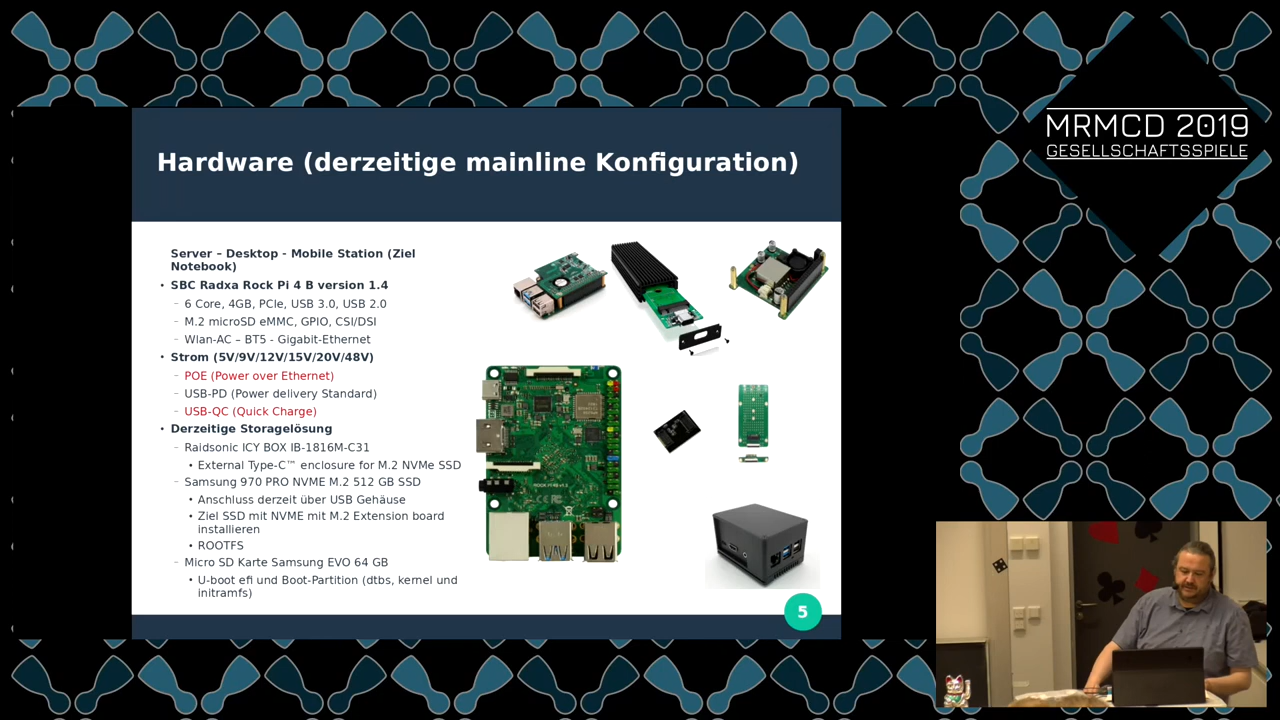 MRMCD 2019
GESELLSCHAFTSSPIELE
Hardware (derzeitige mainline Konfiguration)
Server – Desktop - Mobile Station (Ziel
Notebook)
• SBC Radxa Rock Pi 4 B version 1.4
– 6 Core, 4GB, PCIe, USB 3.0, USB 2.0
– M.2 microSD eMMC, GPIO, CSI/DSI
– Wlan-AC – BT5 - Gigabit-Ethernet
• Strom (5V/9V/12V/15V/20V/48V)
– POE (Power over Ethernet)
– USB-PD (Power delivery Standard)
– USB-QC (Quick Charge)
• Derzeitige Storagelösung
– Raidsonic ICY BOX IB-1816M-C31
• External Type-C™ enclosure for M.2 NVMe SSD
– Samsung 970 PRO NVME M.2 512 GB SSD
• Anschluss derzeit über USB Gehäuse
• Ziel SSD mit NVME mit M.2 Extension board
installieren
• ROOTFS
– Micro SD Karte Samsung EVO 64 GB
• U-boot efi und Boot-Partition (dtbs, kernel und
initramfs)
5